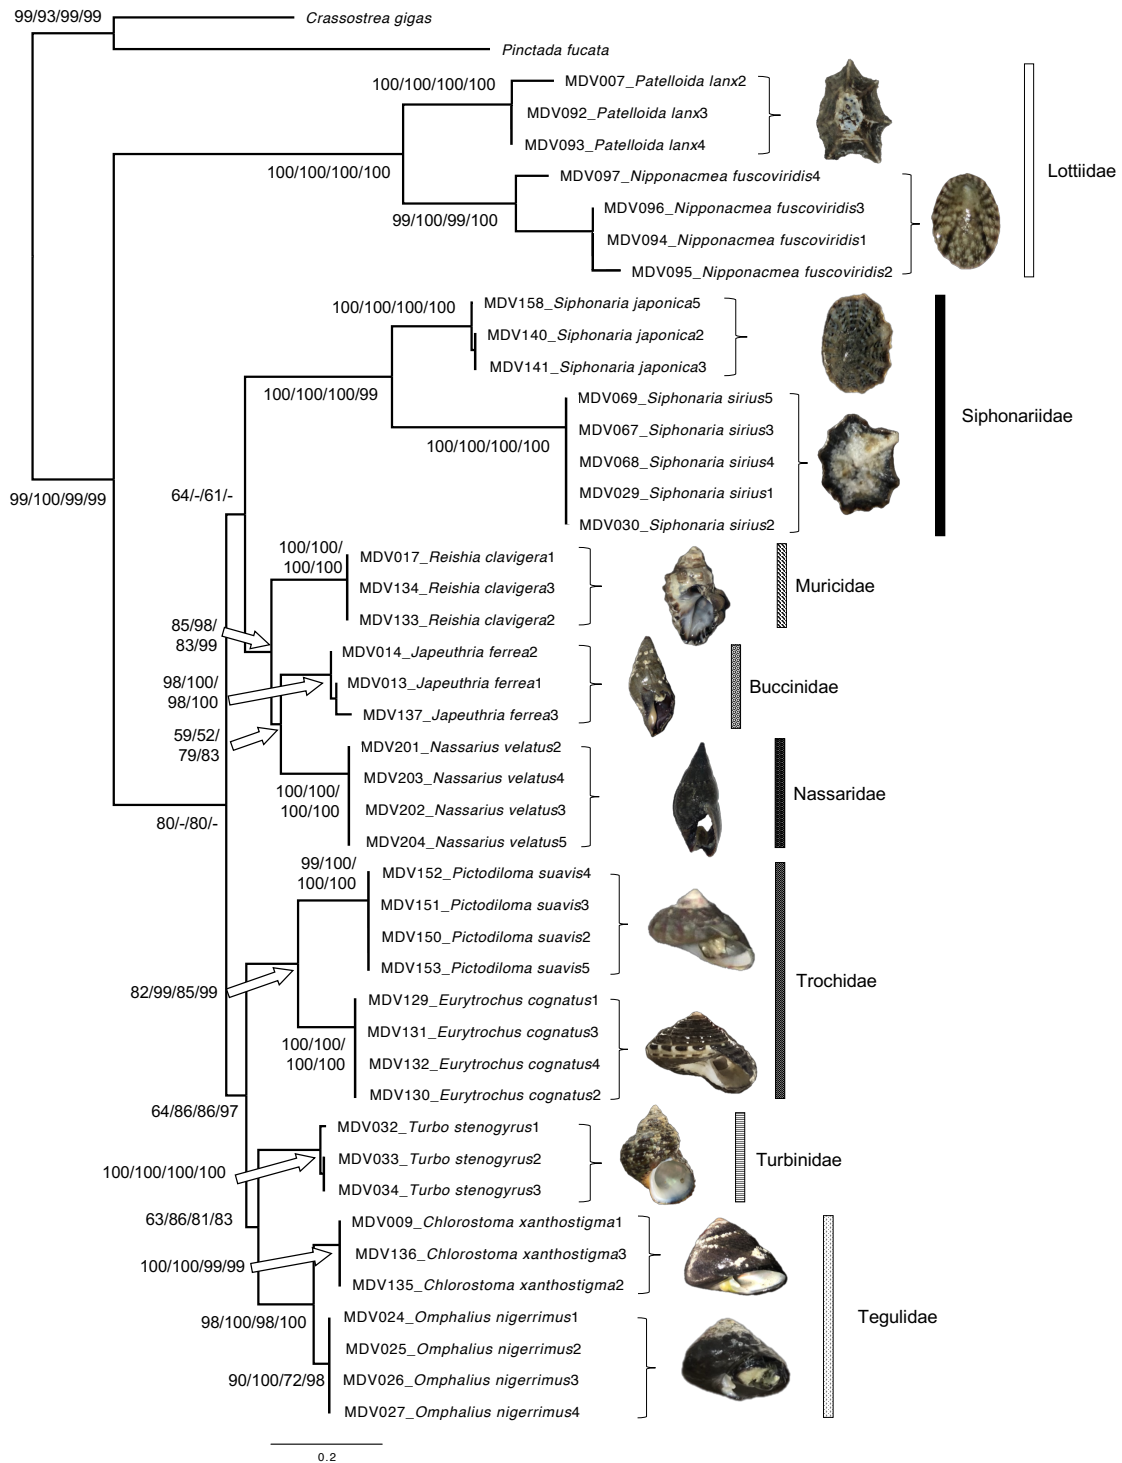 99/93/99/99
Crassostrea gigas
Pinctada fucata
100/100/100/100
MDV007_Patelloida lanx2
MDV092_Patelloida lanx3
MDV093_Patelloida lanx4
100/100/100/100
Lottiidae
MDV097_Nipponacmea fuscoviridis4
MDV096_Nipponacmea fuscoviridis3
99/100/99/100
MDV094_Nipponacmea fuscoviridis1
MDV095_Nipponacmea fuscoviridis2
100/100/100/100
MDV158_Siphonaria japonica5
MDV140_Siphonaria japonica2
MDV141_Siphonaria japonica3
100/100/100/99
MDV069_Siphonaria sirius5
Siphonariidae
MDV067_Siphonaria sirius3
100/100/100/100
MDV068_Siphonaria sirius4
MDV029_Siphonaria sirius1
MDV030_Siphonaria sirius2
99/100/99/99
64/-/61/-
100/100/
100/100
MDV017_Reishia clavigera1
MDV134_Reishia clavigera3
MDV133_Reishia clavigera2
Muricidae
85/98/
83/99
MDV014_Japeuthria ferrea2
MDV013_Japeuthria ferrea1
MDV137_Japeuthria ferrea3
Buccinidae
98/100/
98/100
59/52/
79/83
MDV201_Nassarius velatus2
MDV203_Nassarius velatus4
MDV202_Nassarius velatus3
MDV204_Nassarius velatus5
Nassaridae
100/100/
100/100
80/-/80/-
99/100/
100/100
MDV152_Pictodiloma suavis4
MDV151_Pictodiloma suavis3
MDV150_Pictodiloma suavis2
MDV153_Pictodiloma suavis5
Trochidae
82/99/85/99
MDV129_Eurytrochus cognatus1
MDV131_Eurytrochus cognatus3
MDV132_Eurytrochus cognatus4
MDV130_Eurytrochus cognatus2
100/100/
100/100
64/86/86/97
MDV032_Turbo stenogyrus1
MDV033_Turbo stenogyrus2
MDV034_Turbo stenogyrus3
Turbinidae
100/100/100/100
63/86/81/83
MDV009_Chlorostoma xanthostigma1
MDV136_Chlorostoma xanthostigma3
MDV135_Chlorostoma xanthostigma2
100/100/99/99
Tegulidae
98/100/98/100
MDV024_Omphalius nigerrimus1
MDV025_Omphalius nigerrimus2
MDV026_Omphalius nigerrimus3
MDV027_Omphalius nigerrimus4
90/100/72/98
0.2